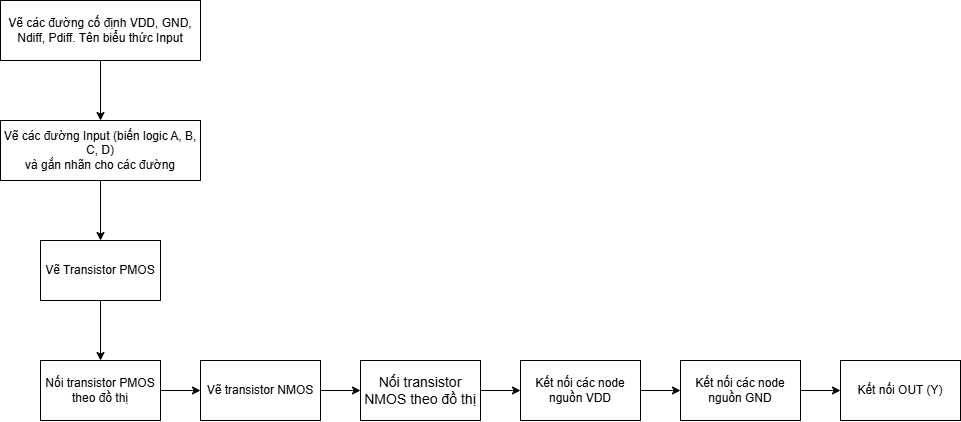 Vẽ các đường cố định VDD, GND,
Ndiff, Pdiff. Tên biểu thức Input
Vẽ các đường Input (biến logic A, B,
C, D)
và gắn nhãn cho các đường
Vẽ Transistor PMOS
Nối transistor PMOS
theo đồ thị
Vẽ transistor NMOS
Nối transistor
NMOS theo đồ thị
Kết nối các node
nguồn VDD
Kết nối các node
nguồn GND
Kết nối OUT (Y)